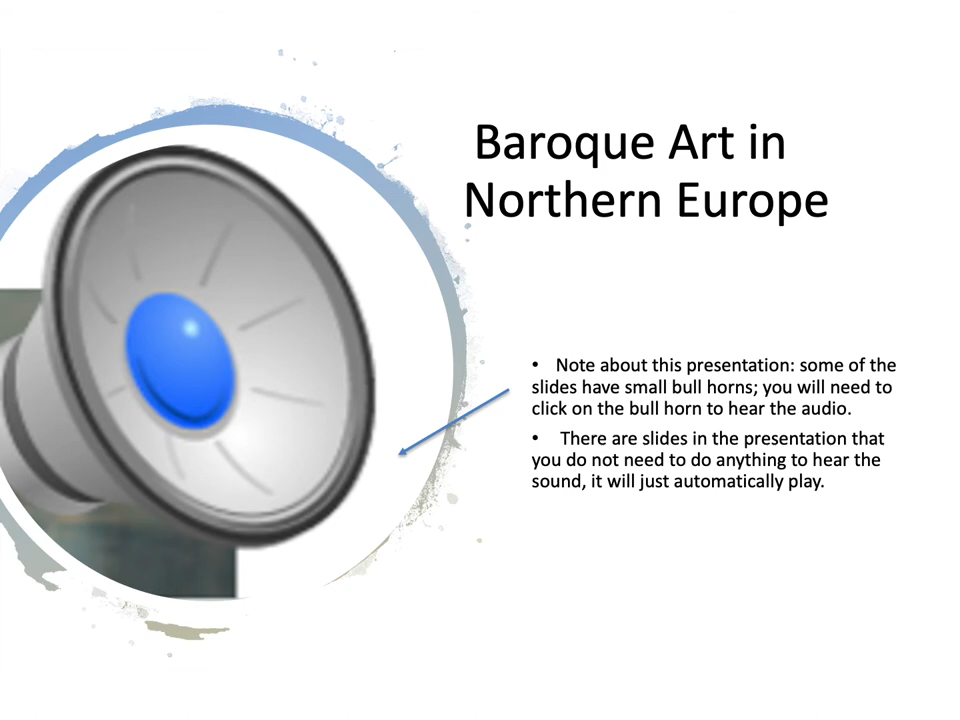 Baroque Art in
Northern Europe
• Note about this presentation: some of the
slides have small bull horns; you will need to
click on the bull horn to hear the audio.
• There are slides in the presentation that
you do not need to do anything to hear the
sound, it will just automatically play.